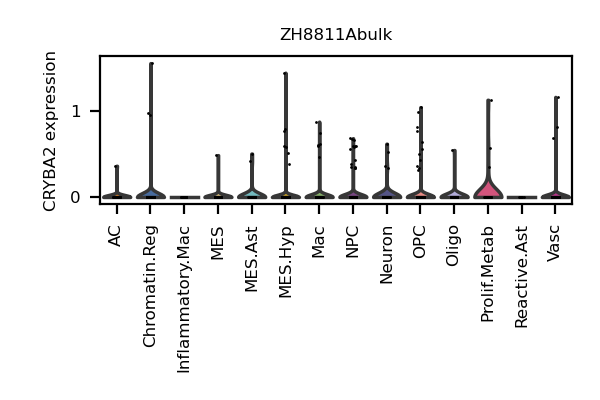 ZH8811Abulk
CRYBA2 expression
1
0
AC
Chromatin.Reg
Inflammatory.Mac
MES
MES.Ast
MES.Hyp
Mac
NPC
Neuron
OPC
Oligo
Prolif.Metab
Reactive.Ast
Vasc